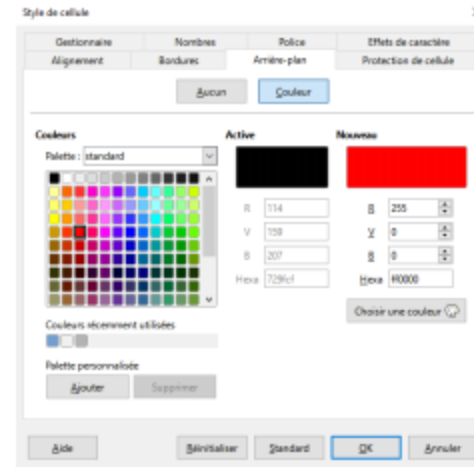 Style de cellule
Gestionnaire Nombres Police Effets de caractère
Alignement Bordures Arrière-plan Protection de cellule
Aucun Couleur
Couleurs Active Nouveau
Palette : standard
R 114 R 255
V 159 V 0
B 207 B 0
Hexa 729fcf Hexa ff0000
Choisir une couleur
Couleurs récemment utilisées
Palette personnalisée
Ajouter Supprimer
Aide Réinitialiser Standard OK Annuler